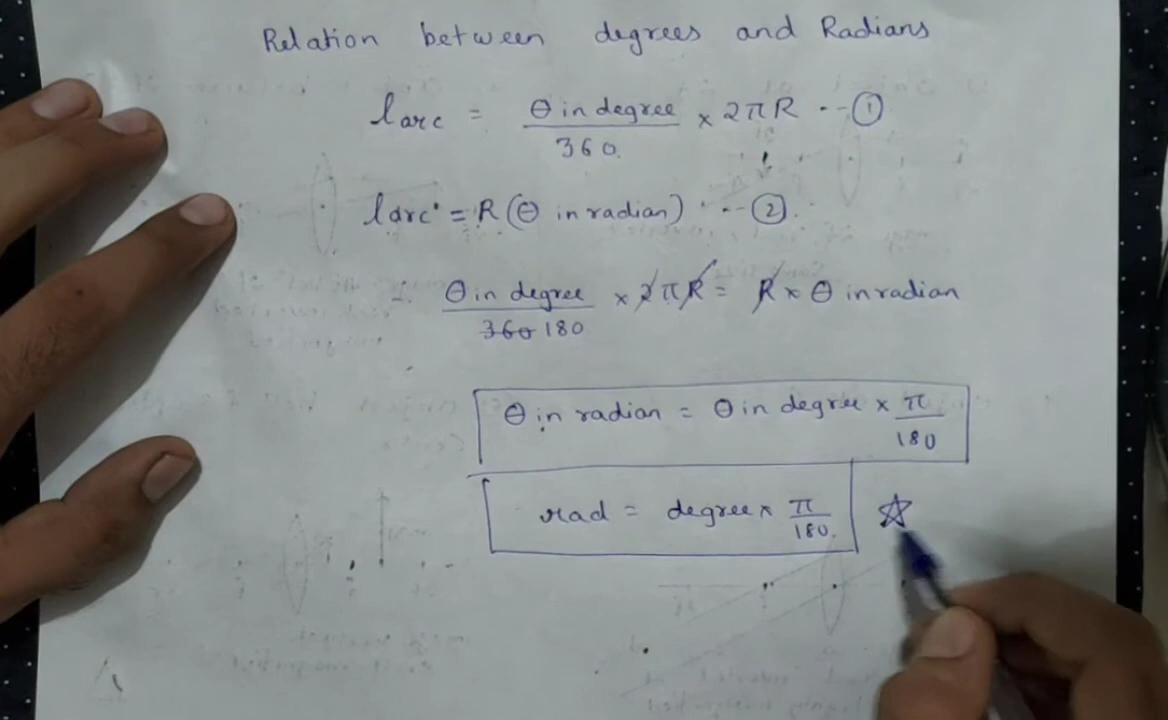 Relation between degrees and Radians
l arc = θ in degree / 360 × 2πR --①
l arc = R(θ in radian) --②
∴ θ in degree / 360 180 × 2πR = R × θ in radian
θ in radian = θ in degree × π / 180
rad = degree × π / 180